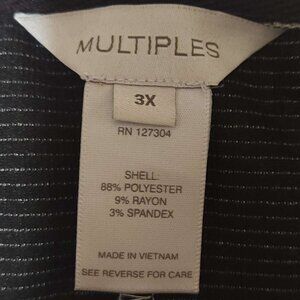 MULTIPLES
3X
RN 127304
SHELL:
88% POLYESTER
9% RAYON
3% SPANDEX
MADE IN VIETNAM
SEE REVERSE FOR CARE